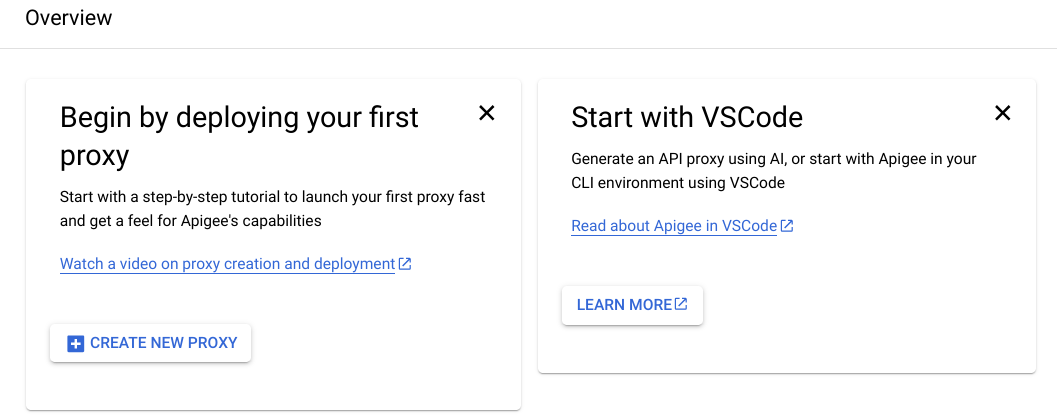 Overview
Begin by deploying your first
proxy
Start with a step-by-step tutorial to launch your first proxy fast
and get a feel for Apigee's capabilities
Watch a video on proxy creation and deployment
CREATE NEW PROXY
Start with VSCode
Generate an API proxy using AI, or start with Apigee in your
CLI environment using VSCode
Read about Apigee in VSCode
LEARN MORE